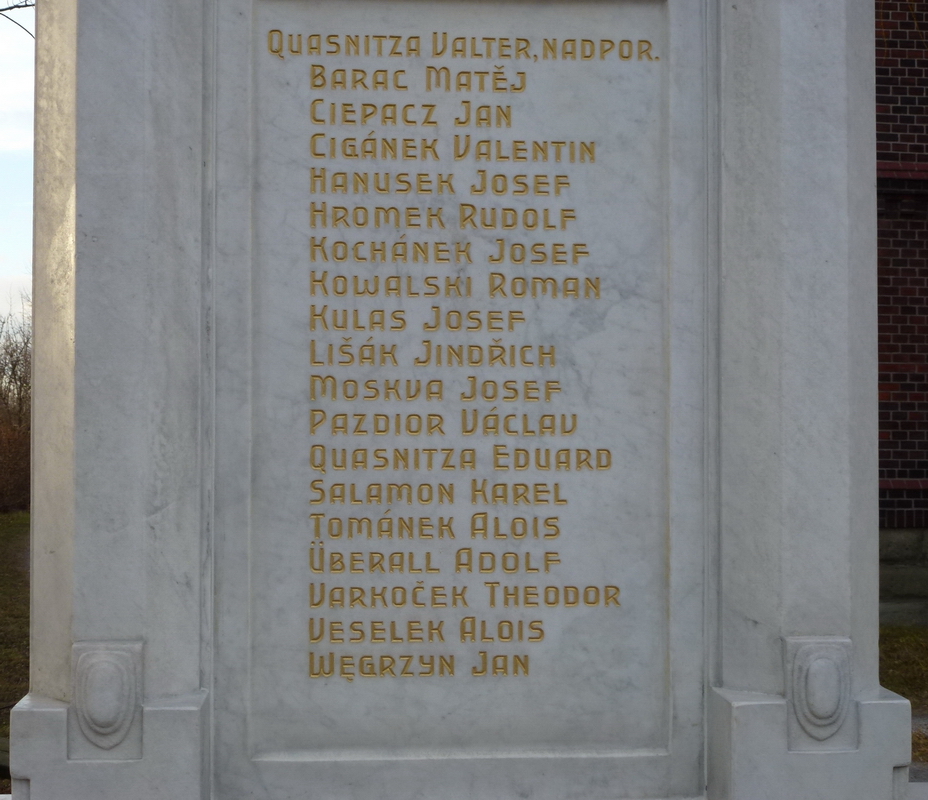 Quasnitza Valter, nadpor.
Barac Matěj
Ciepacz Jan
Cigánek Valentin
Hanusek Josef
Hromek Rudolf
Kochánek Josef
Kowalski Roman
Kulas Josef
Lišák Jindřich
Moskva Josef
Pazdior Václav
Quasnitza Eduard
Salamon Karel
Tománek Alois
Überall Adolf
Varkoček Theodor
Veselek Alois
Węgrzyn Jan